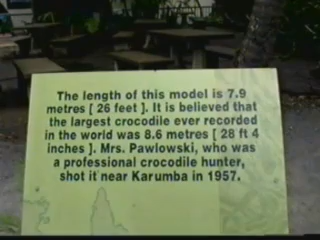 The length of this model is 7.9
metres [ 26 feet ]. It is believed that
the largest crocodile ever recorded
in the world was 8.6 metres [ 28 ft 4
inches ]. Mrs. Pawlowski, who was
a professional crocodile hunter,
shot it near Karumba in 1957.